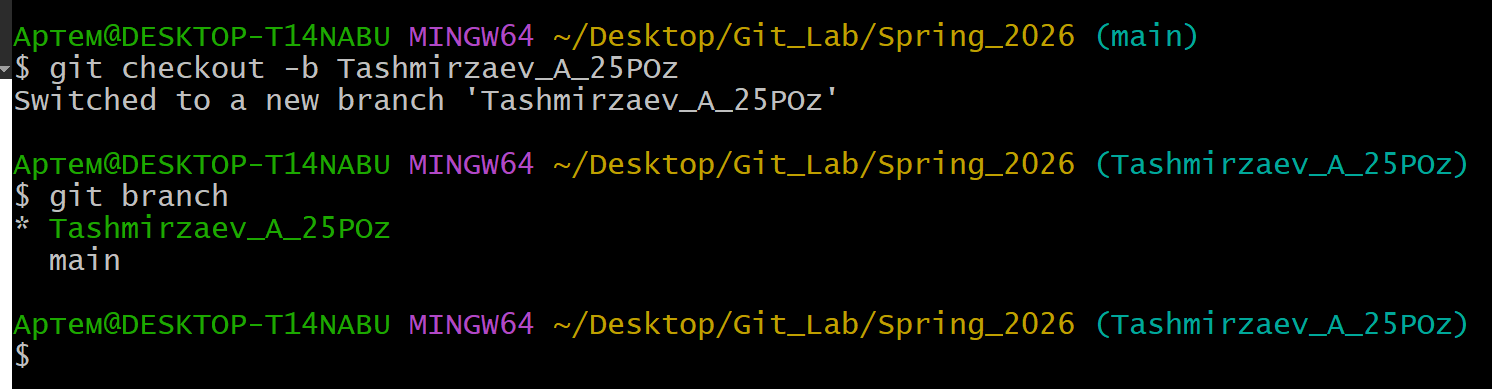 Артем@DESKTOP-T14NABU MINGW64 ~/Desktop/Git_Lab/Spring_2026 (main)
$ git checkout -b Tashmirzaev_A_25POz
Switched to a new branch 'Tashmirzaev_A_25POz'
Артем@DESKTOP-T14NABU MINGW64 ~/Desktop/Git_Lab/Spring_2026 (Tashmirzaev_A_25POz)
$ git branch
* Tashmirzaev_A_25POz
  main
Артем@DESKTOP-T14NABU MINGW64 ~/Desktop/Git_Lab/Spring_2026 (Tashmirzaev_A_25POz)
$